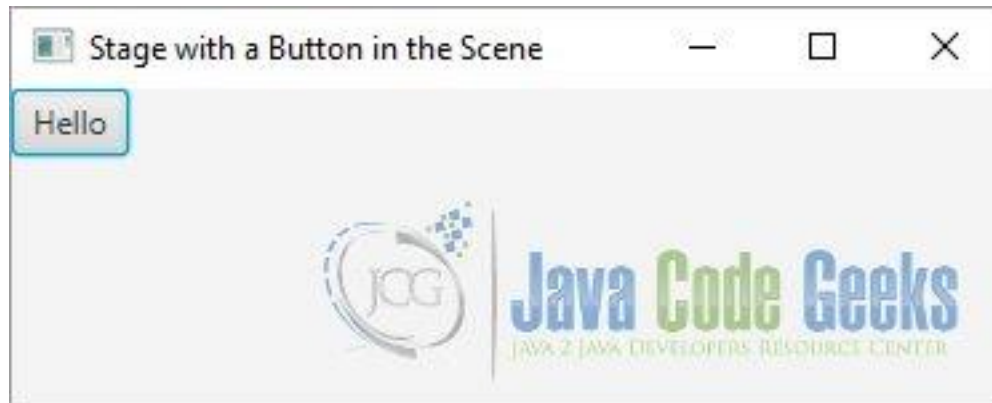 Stage with a Button in the Scene
Hello
JCG
Java Code Geeks
JAVA 2 JAVA DEVELOPERS RESOURCE CENTER